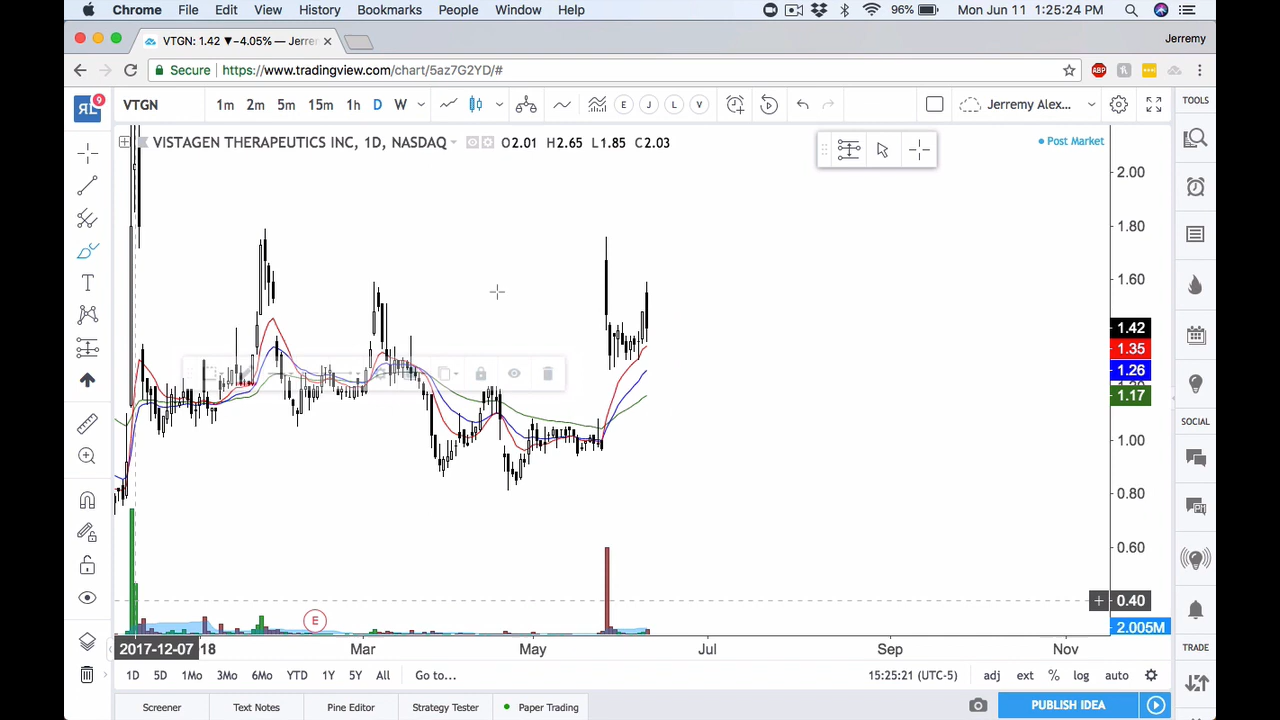 Chrome File Edit View History Bookmarks People Window Help 96% Mon Jun 11 1:25:24 PM
VTGN: 1.42 ▼−4.05% — Jerre
Jerremy
Secure https://www.tradingview.com/chart/5az7G2YD/#
ABP
9
VTGN 1m 2m 5m 15m 1h D W E J L V Jerremy Alex... TOOLS
VISTAGEN THERAPEUTICS INC, 1D, NASDAQ O2.01 H2.65 L1.85 C2.03
Post Market
2.00
1.80
1.60
1.42
1.35
1.26
1.17
1.00
0.80
0.60
0.40
2.005M
T
E
SOCIAL
TRADE
2017-12-07 18 Mar May Jul Sep Nov
1D 5D 1Mo 3Mo 6Mo YTD 1Y 5Y All Go to... 15:25:21 (UTC-5) adj ext % log auto
Screener Text Notes Pine Editor Strategy Tester Paper Trading PUBLISH IDEA